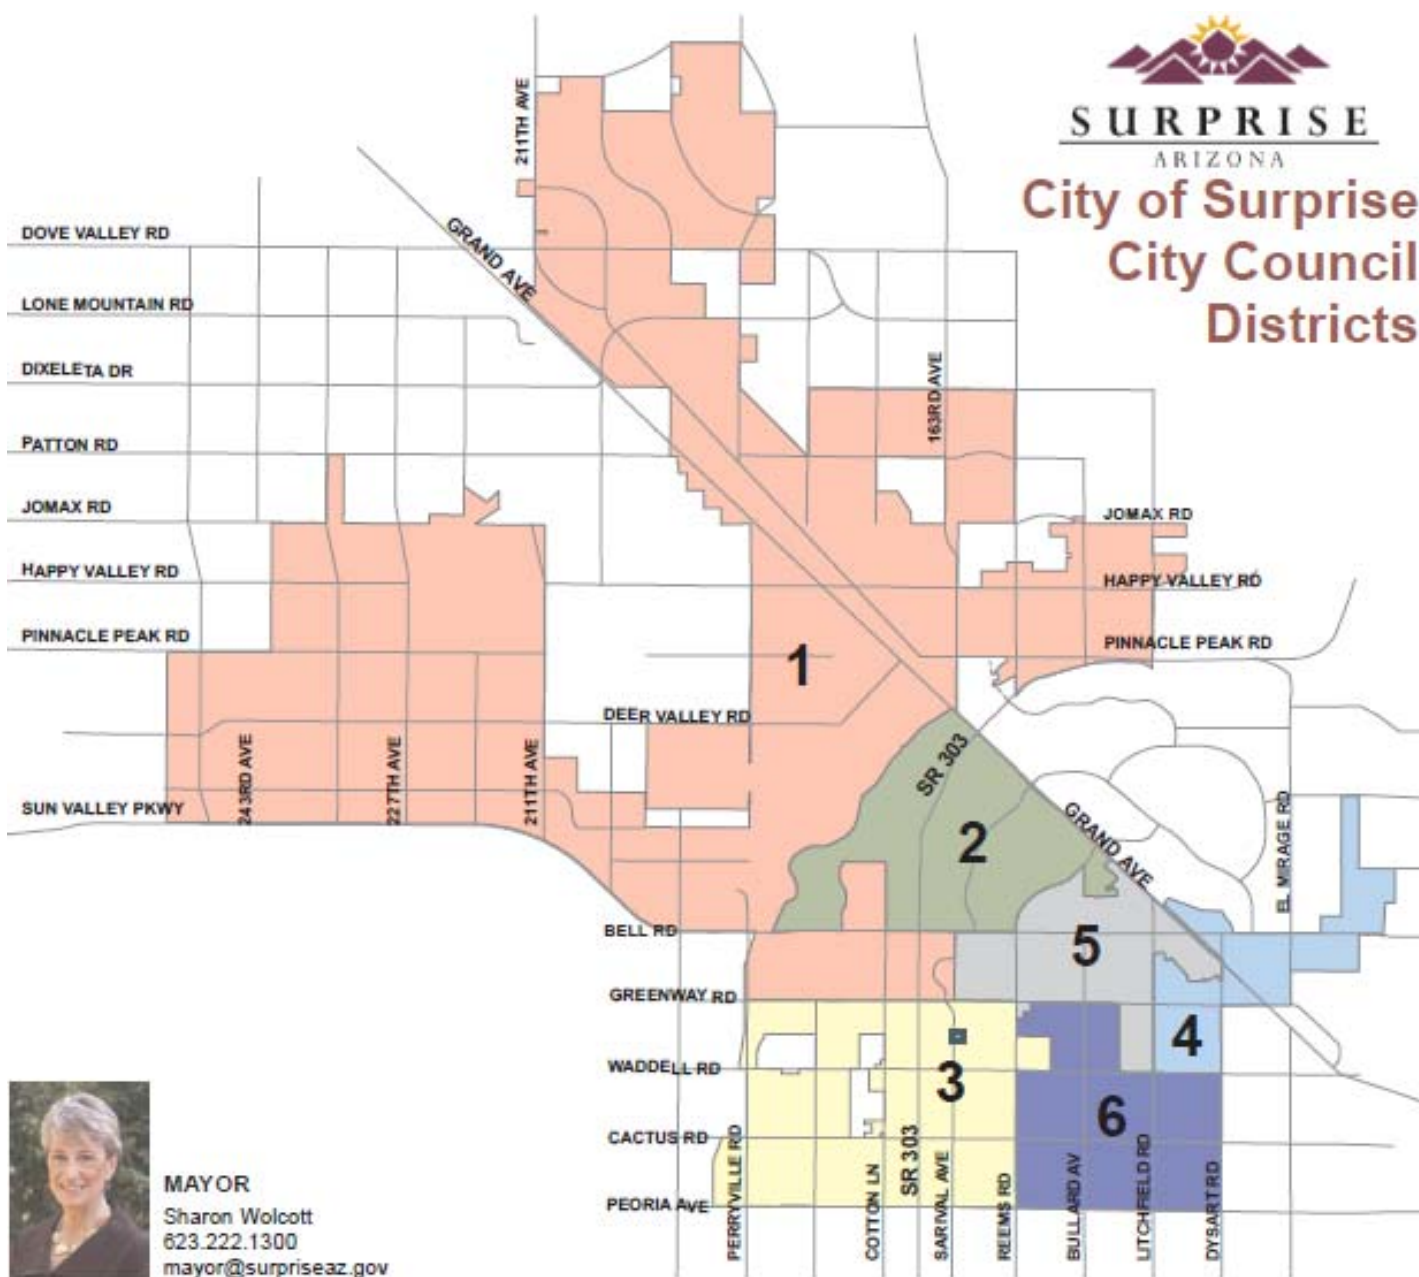 SURPRISE
ARIZONA
City of Surprise
City Council
Districts
211TH AVE
GRAND AVE
DOVE VALLEY RD
LONE MOUNTAIN RD
DIXELETA DR
163RD AVE
PATTON RD
JOMAX RD
JOMAX RD
HAPPY VALLEY RD
HAPPY VALLEY RD
PINNACLE PEAK RD
PINNACLE PEAK RD
1
DEER VALLEY RD
SR 303
243RD AVE
227TH AVE
211TH AVE
SUN VALLEY PKWY
2
GRAND AVE
EL MIRAGE RD
BELL RD
5
GREENWAY RD
4
WADDELL RD
3
6
CACTUS RD
PEORIA AVE
PERRYVILLE RD
COTTON LN
SR 303
SARIVAL AVE
REEMS RD
BULLARD AV
LITCHFIELD RD
DYSART RD
MAYOR
Sharon Wolcott
623.222.1300
mayor@surpriseaz.gov